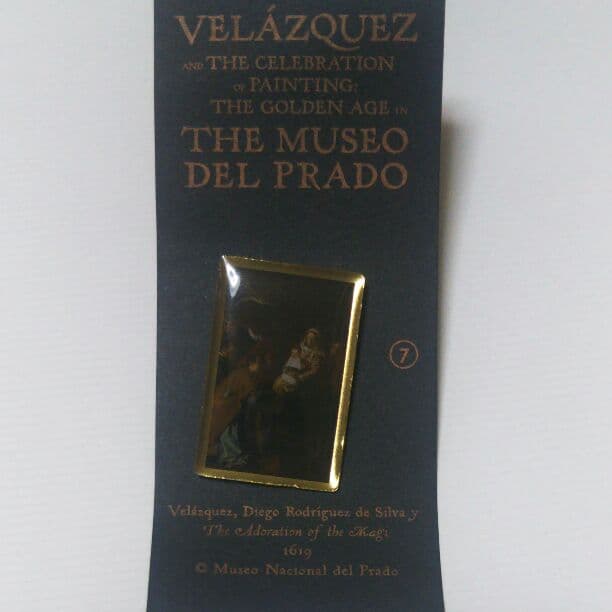 VELÁZQUEZ
AND THE CELEBRATION
OF PAINTING:
THE GOLDEN AGE IN
THE MUSEO
DEL PRADO
7
Velázquez, Diego Rodríguez de Silva y
The Adoration of the Magi
1619
© Museo Nacional del Prado